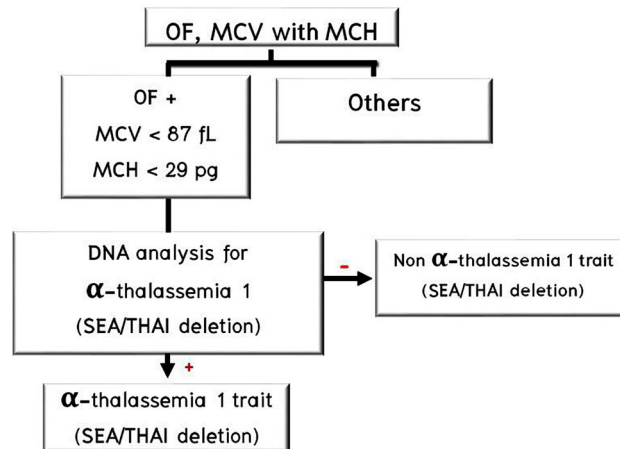 OF, MCV with MCH
OF +
MCV < 87 fL
MCH < 29 pg
Others
DNA analysis for
α-thalassemia 1
(SEA/THAI deletion)
-
Non α-thalassemia 1 trait
(SEA/THAI deletion)
+
α-thalassemia 1 trait
(SEA/THAI deletion)